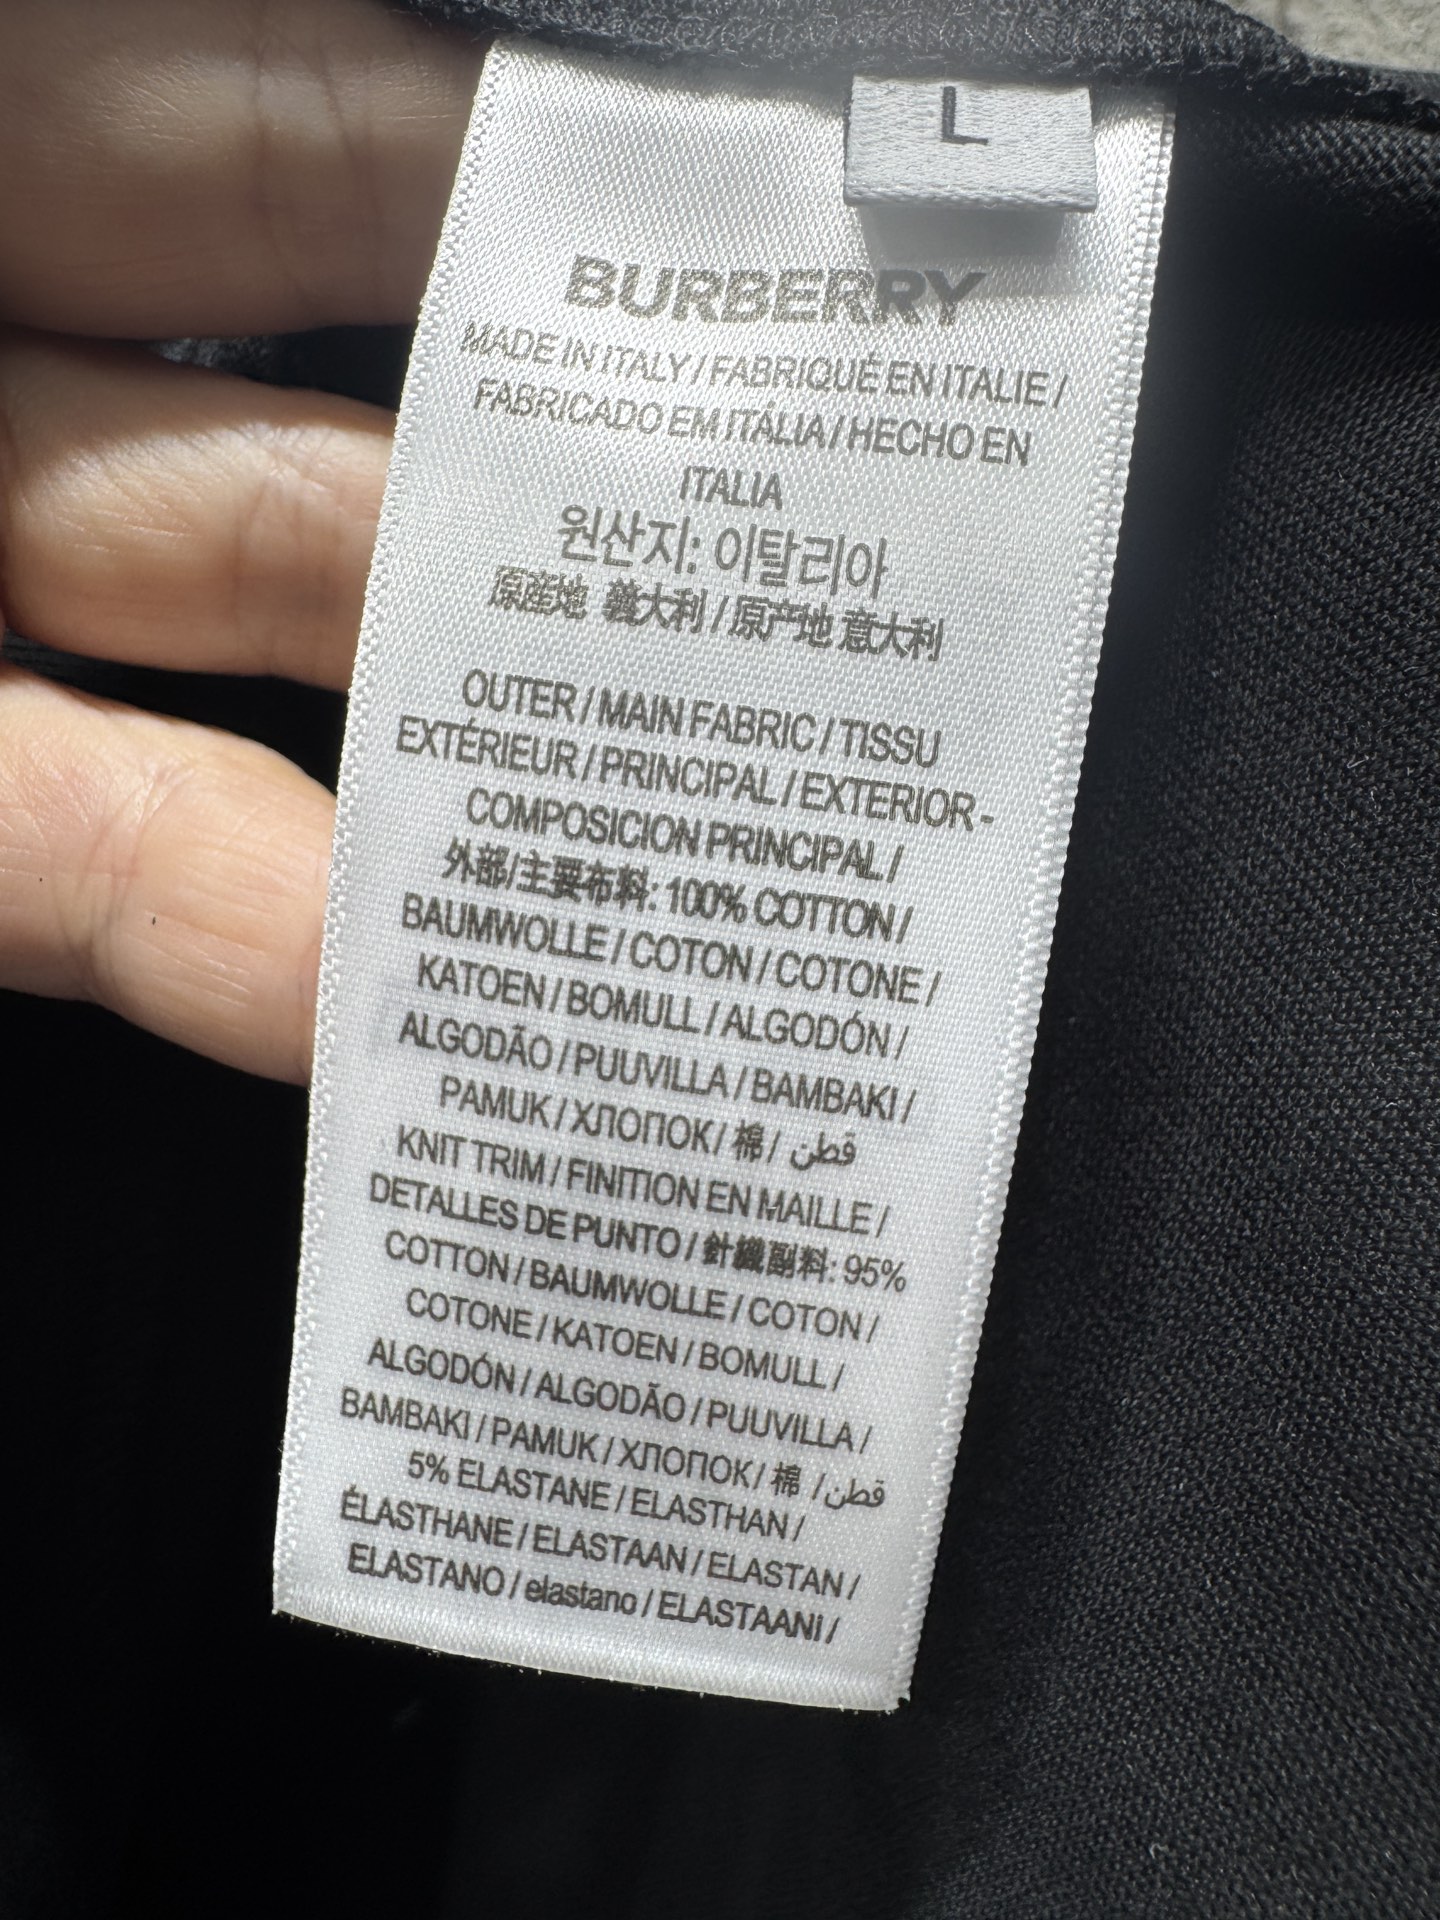 L
BURBERRY
MADE IN ITALY / FABRIQUÉ EN ITALIE /
FABRICADO EM ITÁLIA / HECHO EN
ITALIA
원산지: 이탈리아
原産地 義大利 / 原产地 意大利
OUTER / MAIN FABRIC / TISSU
EXTÉRIEUR / PRINCIPAL / EXTERIOR -
COMPOSICION PRINCIPAL /
外部/主要布料: 100% COTTON /
BAUMWOLLE / COTON / COTONE /
KATOEN / BOMULL / ALGODÓN /
ALGODÃO / PUUVILLA / BAMBAKI /
PAMUK / ХЛОПОК / 棉 / قطن
KNIT TRIM / FINITION EN MAILLE /
DETALLES DE PUNTO / 針織副料: 95%
COTTON / BAUMWOLLE / COTON /
COTONE / KATOEN / BOMULL /
ALGODÓN / ALGODÃO / PUUVILLA /
BAMBAKI / PAMUK / ХЛОПОК / 棉 / قطن
5% ELASTANE / ELASTHAN /
ÉLASTHANE / ELASTAAN / ELASTAN /
ELASTANO / elastano / ELASTAANI /